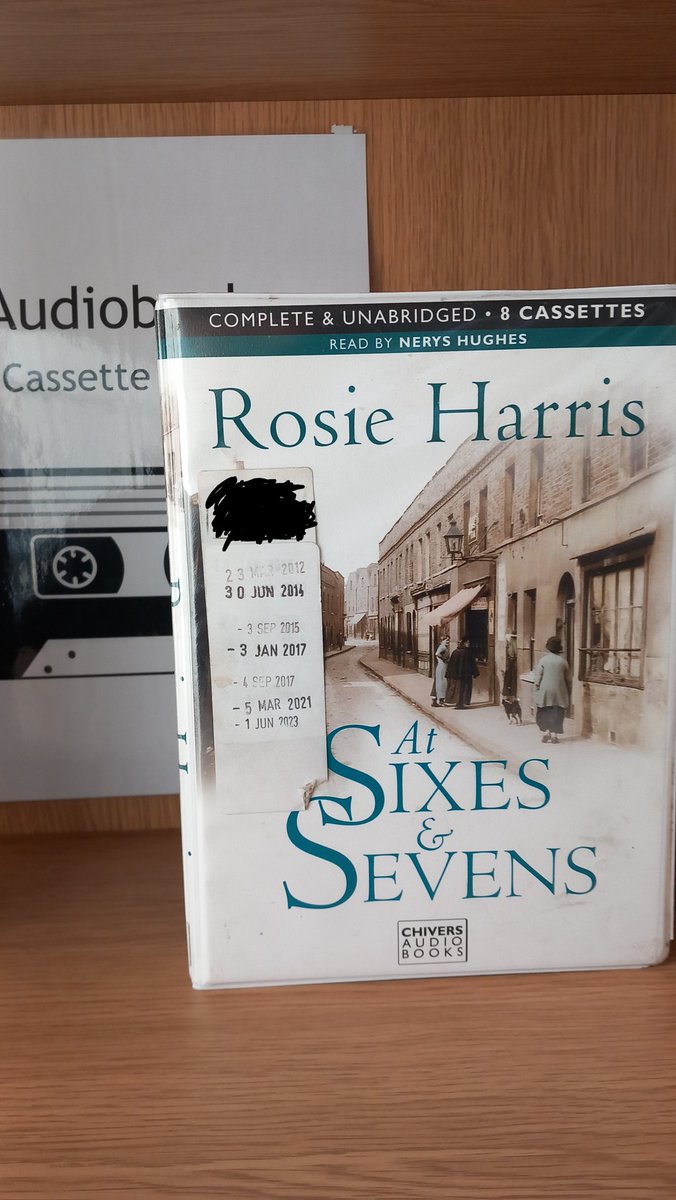 Cassette
COMPLETE & UNABRIDGED • 8 CASSETTES
READ BY NERYS HUGHES
Rosie Harris
23 MAR 2012
30 JUN 2014
- 3 SEP 2015
- 3 JAN 2017
- 4 SEP 2017
- 5 MAR 2021
- 1 JUN 2023
At
SIXES
&
SEVENS
CHIVERS
AUDIO
BOOKS